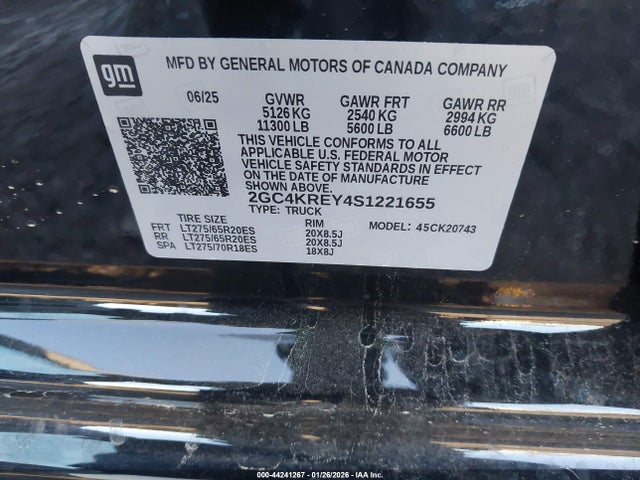 gm
MFD BY GENERAL MOTORS OF CANADA COMPANY
06/25 GVWR GAWR FRT GAWR RR
5126 KG 2540 KG 2994 KG
11300 LB 5600 LB 6600 LB
THIS VEHICLE CONFORMS TO ALL
APPLICABLE U.S. FEDERAL MOTOR
VEHICLE SAFETY STANDARDS IN EFFECT
ON THE DATE OF MANUFACTURE
SHOWN ABOVE.
2GC4KREY4S1221655
TYPE: TRUCK
MODEL: 4SCK20743
TIRE SIZE RIM
FRT LT275/65R20ES 20X8.5J
RR LT275/65R20ES 20X8.5J
SPA LT275/70R18ES 18X8J
000-44241267 - 01/26/2026 - IAA Inc.